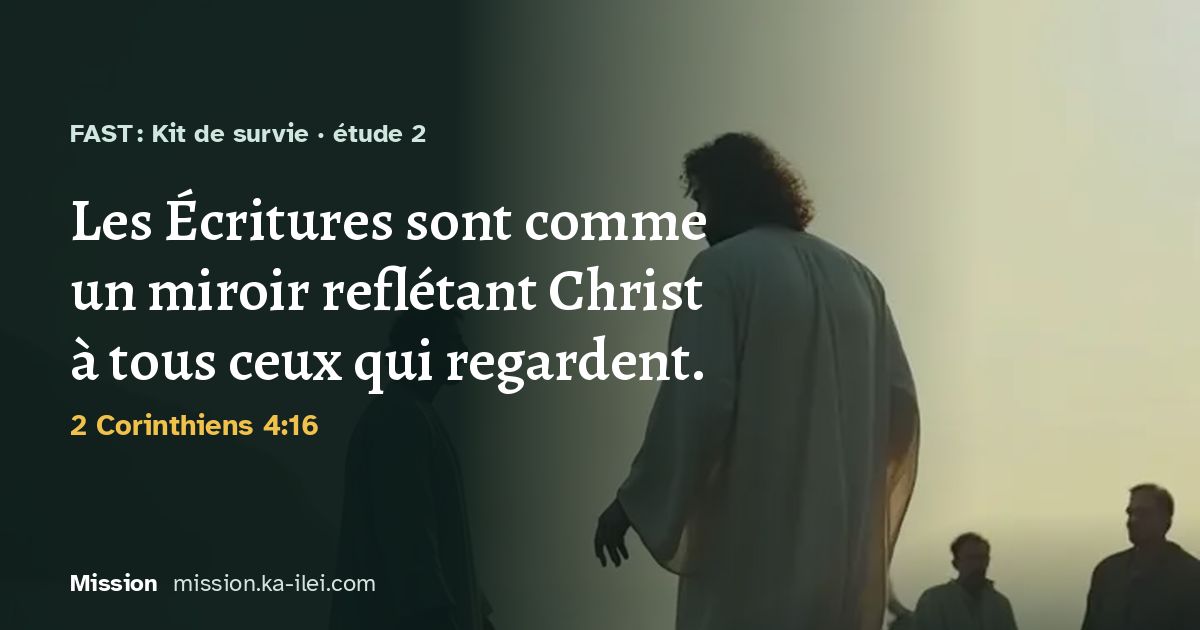 FAST : Kit de survie · étude 2
Les Écritures sont comme
un miroir reflétant Christ
à tous ceux qui regardent.
2 Corinthiens 4:16
Mission mission.ka-ilei.com